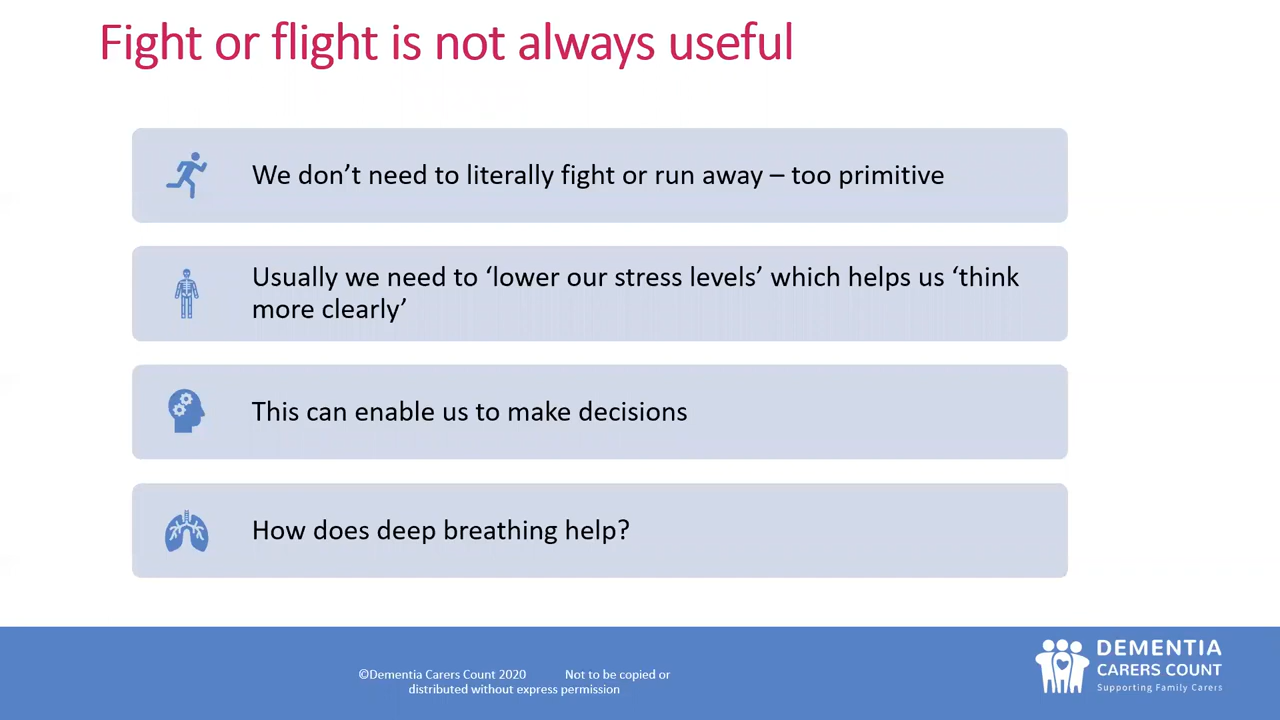 Fight or flight is not always useful
We don’t need to literally fight or run away – too primitive
Usually we need to ‘lower our stress levels’ which helps us ‘think
more clearly’
This can enable us to make decisions
How does deep breathing help?
©Dementia Carers Count 2020 Not to be copied or
distributed without express permission
DEMENTIA
CARERS COUNT
Supporting Family Carers